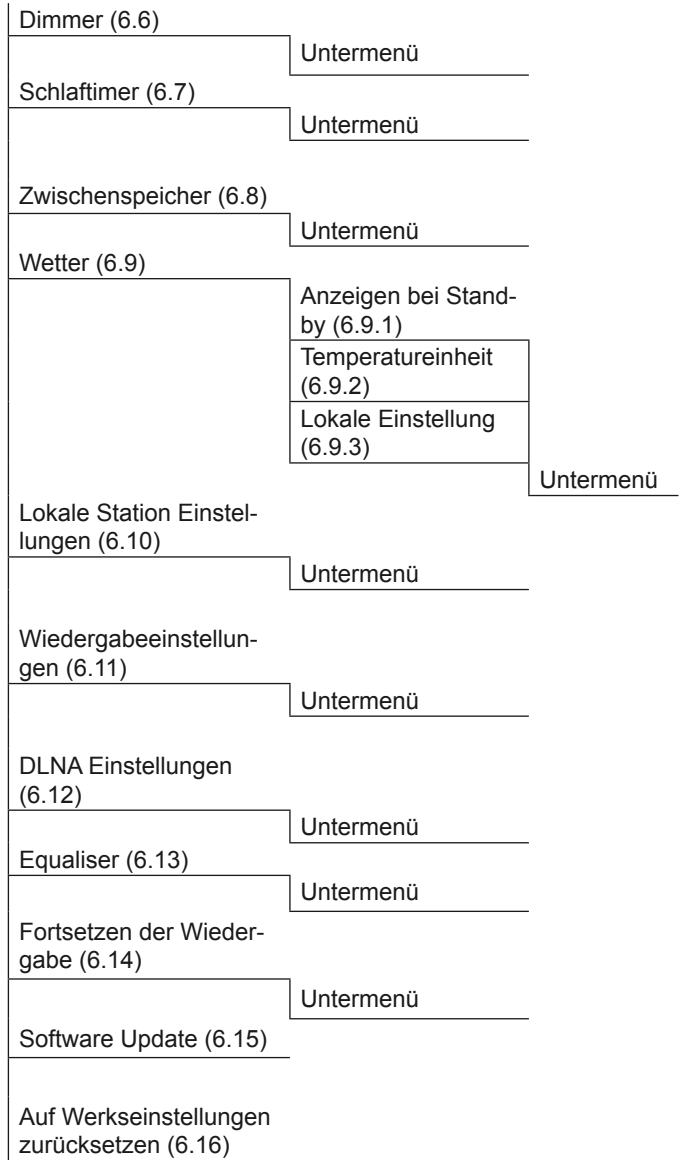 Dimmer (6.6)
Untermenü
Schlaftimer (6.7)
Untermenü
Zwischenspeicher (6.8)
Untermenü
Wetter (6.9)
Anzeigen bei Stand-
by (6.9.1)
Temperatureinheit
(6.9.2)
Lokale Einstellung
(6.9.3)
Untermenü
Lokale Station Einstel-
lungen (6.10)
Untermenü
Wiedergabeeinstellun-
gen (6.11)
Untermenü
DLNA Einstellungen
(6.12)
Untermenü
Equaliser (6.13)
Untermenü
Fortsetzen der Wieder-
gabe (6.14)
Untermenü
Software Update (6.15)
Auf Werkseinstellungen
zurücksetzen (6.16)